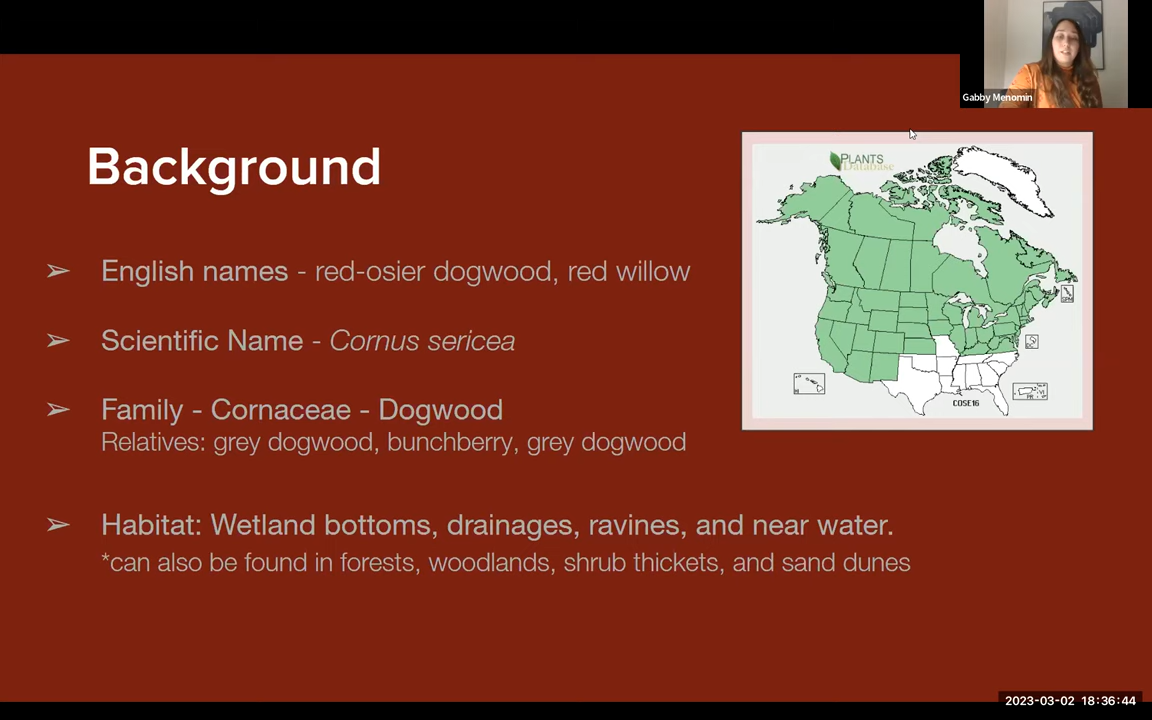 Gabby Menomin
Background
PLANTS
Database
➢ English names - red-osier dogwood, red willow
➢ Scientific Name - Cornus sericea
➢ Family - Cornaceae - Dogwood
Relatives: grey dogwood, bunchberry, grey dogwood
➢ Habitat: Wetland bottoms, drainages, ravines, and near water.
*can also be found in forests, woodlands, shrub thickets, and sand dunes
COSE16
2023-03-02 18:36:44